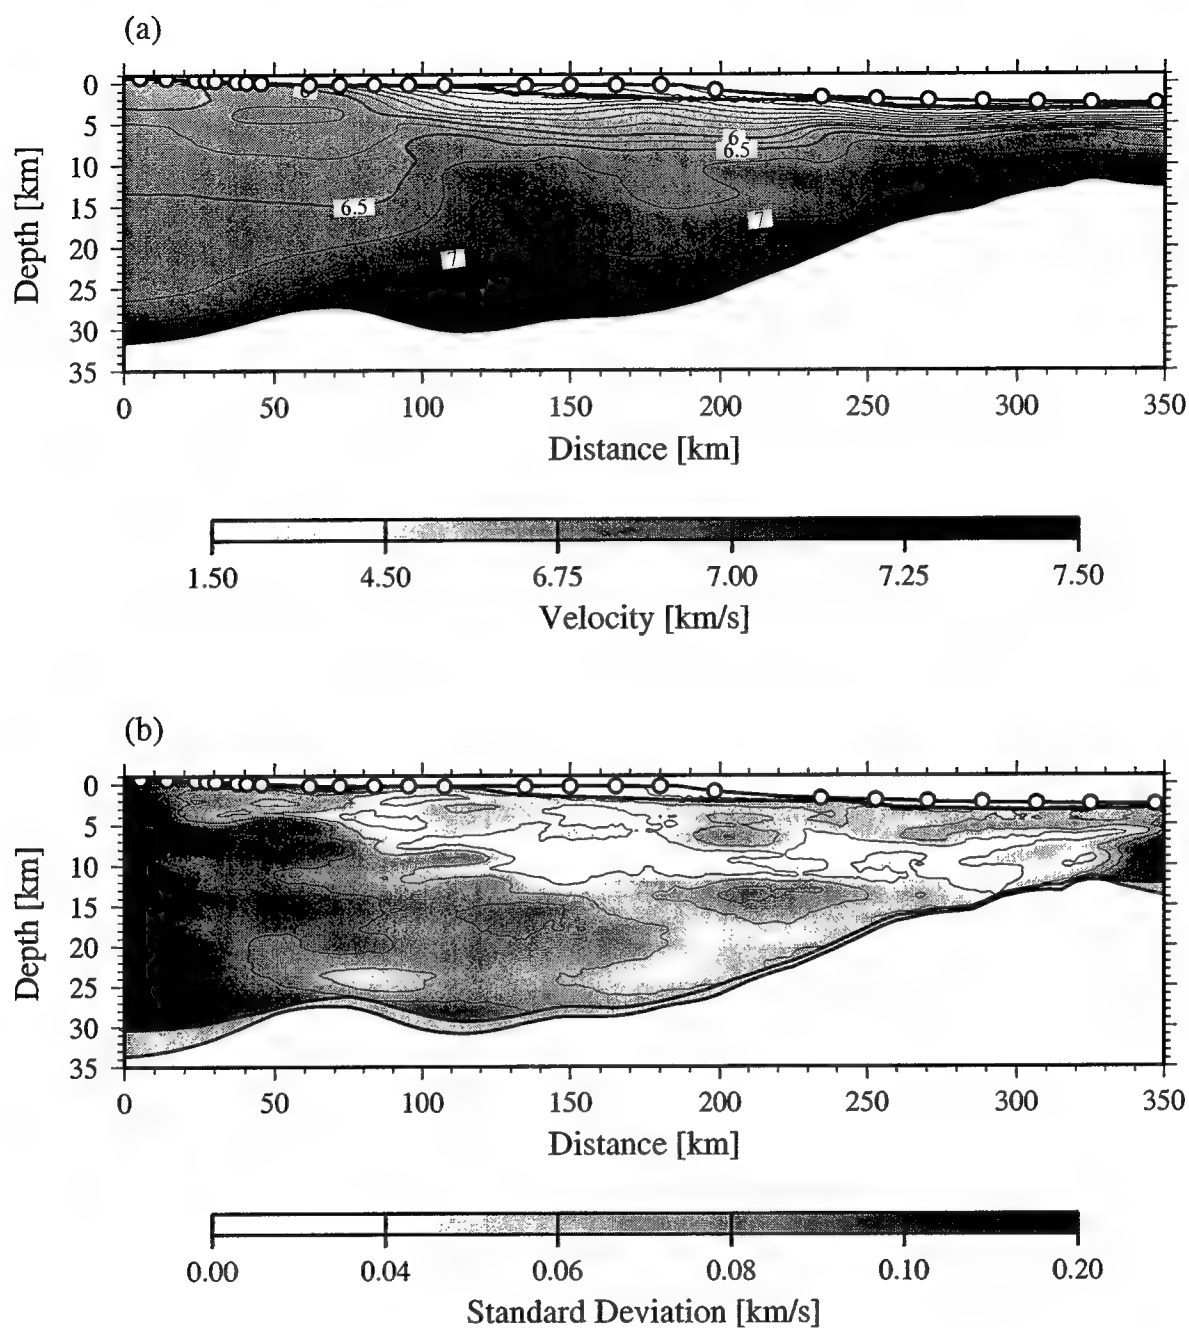 (a)
0
5
10
15
20
25
30
35
Depth [km]
6
6.5
6.5
7
7
0 50 100 150 200 250 300 350
Distance [km]
1.50 4.50 6.75 7.00 7.25 7.50
Velocity [km/s]
(b)
0
5
10
15
20
25
30
35
Depth [km]
0 50 100 150 200 250 300 350
Distance [km]
0.00 0.04 0.06 0.08 0.10 0.20
Standard Deviation [km/s]